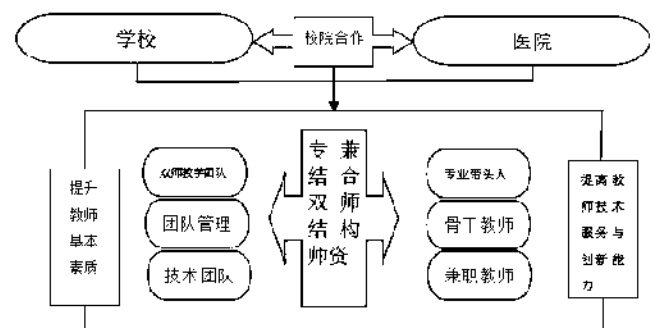 学校
校院合作
医院
提升
教师
基本
素质
双师教学团队
团队管理
技术团队
专 兼
结 合
双 师
结 构
师资
专业带头人
骨干教师
兼职教师
提高教
师技术
服务与
创新能
力